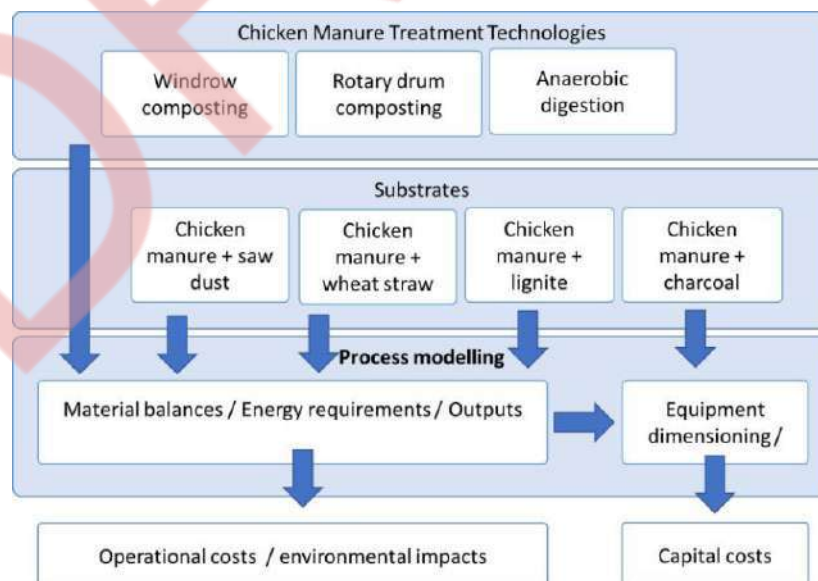 Chicken Manure Treatment Technologies
Windrow
composting
Rotary drum
composting
Anaerobic
digestion
Substrates
Chicken
manure + saw
dust
Chicken
manure +
wheat straw
Chicken
manure +
lignite
Chicken
manure +
charcoal
Process modelling
Material balances / Energy requirements / Outputs
Equipment
dimensioning /
Operational costs / environmental impacts
Capital costs